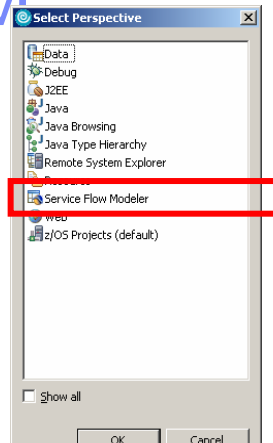 Select Perspective
Data
Debug
J2EE
Java
Java Browsing
Java Type Hierarchy
Remote System Explorer
Resource
Service Flow Modeler
Web
z/OS Projects (default)
Show all
OK Cancel